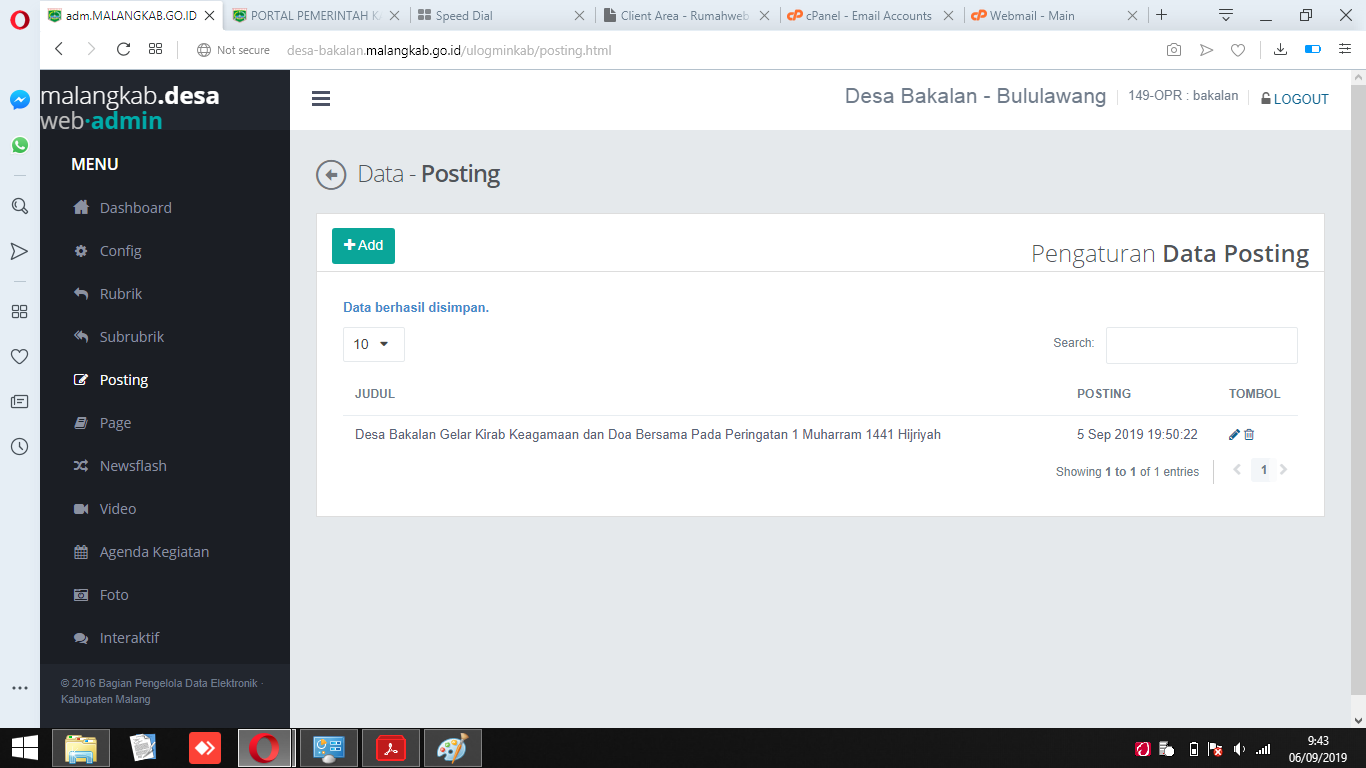 adm.MALANGKAB.GO.ID
PORTAL PEMERINTAH KA
Speed Dial
Client Area - Rumahweb
cPanel - Email Accounts
Webmail - Main
Not secure
desa-bakalan.malangkab.go.id/ulogminkab/posting.html
malangkab.desa
web·admin
Desa Bakalan - Bululawang
149-OPR : bakalan
LOGOUT
MENU
Dashboard
Config
Rubrik
Subrubrik
Posting
Page
Newsflash
Video
Agenda Kegiatan
Foto
Interaktif
© 2016 Bagian Pengelola Data Elektronik ·
Kabupaten Malang
Data - Posting
Add
Pengaturan Data Posting
Data berhasil disimpan.
10
Search:
JUDUL POSTING TOMBOL
Desa Bakalan Gelar Kirab Keagamaan dan Doa Bersama Pada Peringatan 1 Muharram 1441 Hijriyah 5 Sep 2019 19:50:22
Showing 1 to 1 of 1 entries
1
9:43
06/09/2019